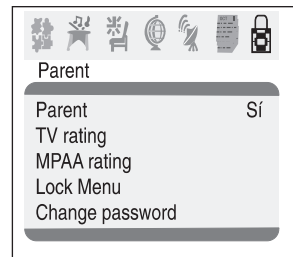 Parent
Parent Sí
TV rating
MPAA rating
Lock Menu
Change password